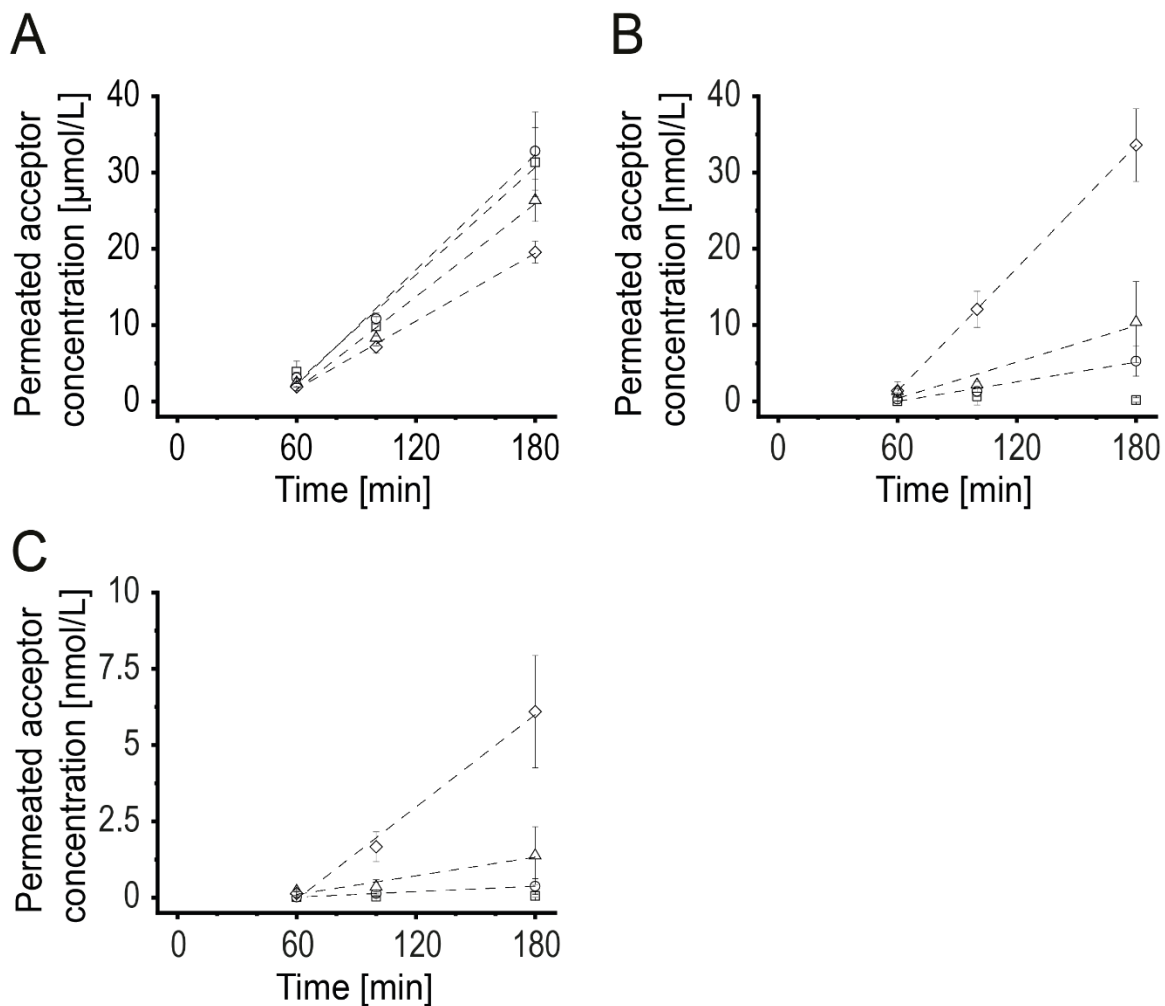 A
Permeated acceptor
concentration [µmol/L]
40
30
20
10
0
0
60
120
180
Time [min]
B
Permeated acceptor
concentration [nmol/L]
40
30
20
10
0
0
60
120
180
Time [min]
C
Permeated acceptor
concentration [nmol/L]
10
7.5
5
2.5
0
0
60
120
180
Time [min]